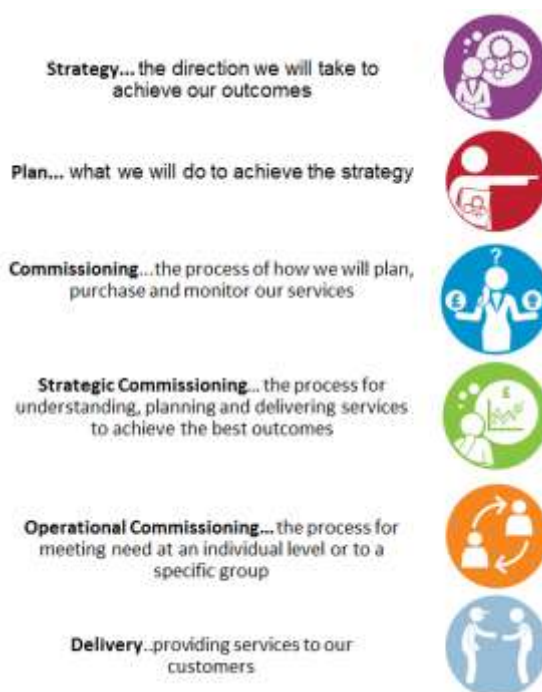 Strategy... the direction we will take to
achieve our outcomes
Plan... what we will do to achieve the strategy
Commissioning...the process of how we will plan,
purchase and monitor our services
£
?
Strategic Commissioning... the process for
understanding, planning and delivering services
to achieve the best outcomes
£
Operational Commissioning... the process for
meeting need at an individual level or to a
specific group
Delivery..providing services to our
customers